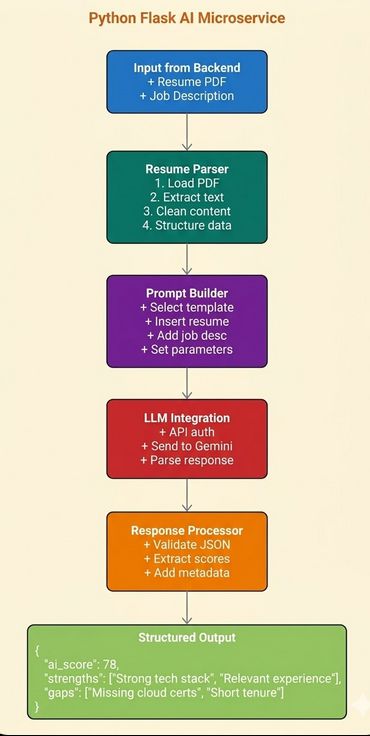 Python Flask AI Microservice
Input from Backend
+ Resume PDF
+ Job Description
Resume Parser
1. Load PDF
2. Extract text
3. Clean content
4. Structure data
Prompt Builder
+ Select template
+ Insert resume
+ Add job desc
+ Set parameters
LLM Integration
+ API auth
+ Send to Gemini
+ Parse response
Response Processor
+ Validate JSON
+ Extract scores
+ Add metadata
Structured Output
{
"ai_score": 78,
"strengths": ["Strong tech stack", "Relevant experience"],
"gaps": ["Missing cloud certs", "Short tenure"]
}